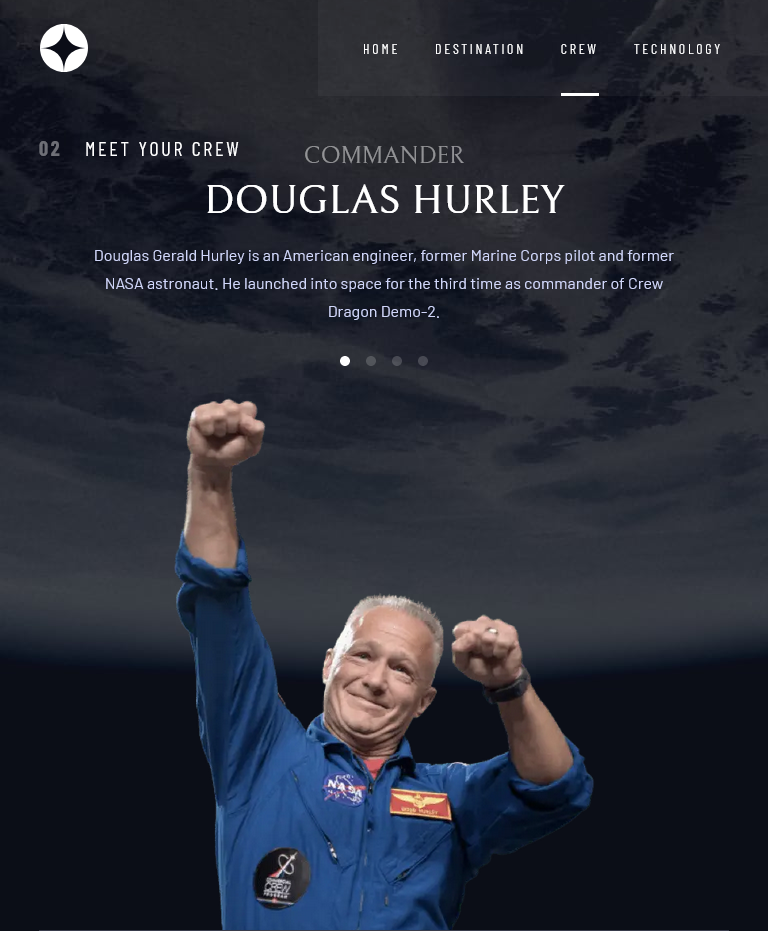 HOME
DESTINATION
CREW
TECHNOLOGY
02 MEET YOUR CREW
COMMANDER
DOUGLAS HURLEY
Douglas Gerald Hurley is an American engineer, former Marine Corps pilot and former
NASA astronaut. He launched into space for the third time as commander of Crew
Dragon Demo-2.
NASA
CREW